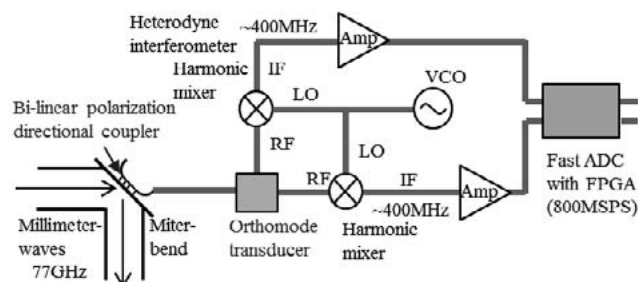 Heterodyne
interferometer
Harmonic
mixer
~400MHz
Amp
IF
LO
VCO
Bi-linear polarization
directional coupler
RF
LO
RF
IF
Amp
~400MHz
Fast ADC
with FPGA
(800MSPS)
Millimeter-
waves
77GHz
Miter-
bend
Orthomode
transducer
Harmonic
mixer